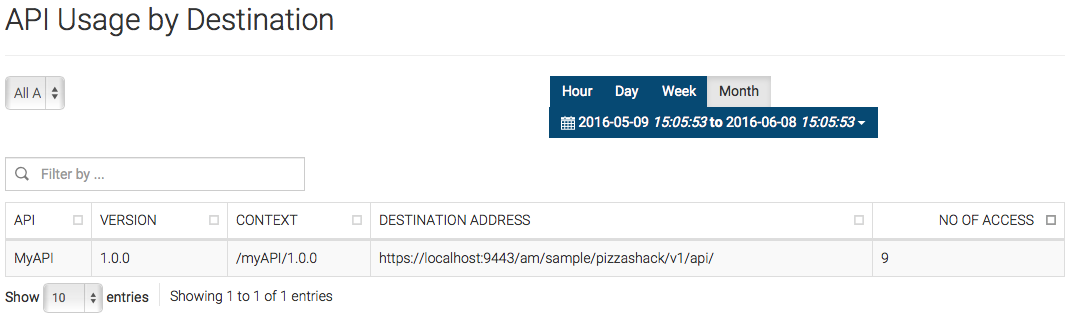 API Usage by Destination
All A
Hour Day Week Month
2016-05-09 15:05:53 to 2016-06-08 15:05:53
Filter by ...
API VERSION CONTEXT DESTINATION ADDRESS NO OF ACCESS
MyAPI 1.0.0 /myAPI/1.0.0 https://localhost:9443/am/sample/pizzashack/v1/api/ 9
Show 10 entries Showing 1 to 1 of 1 entries